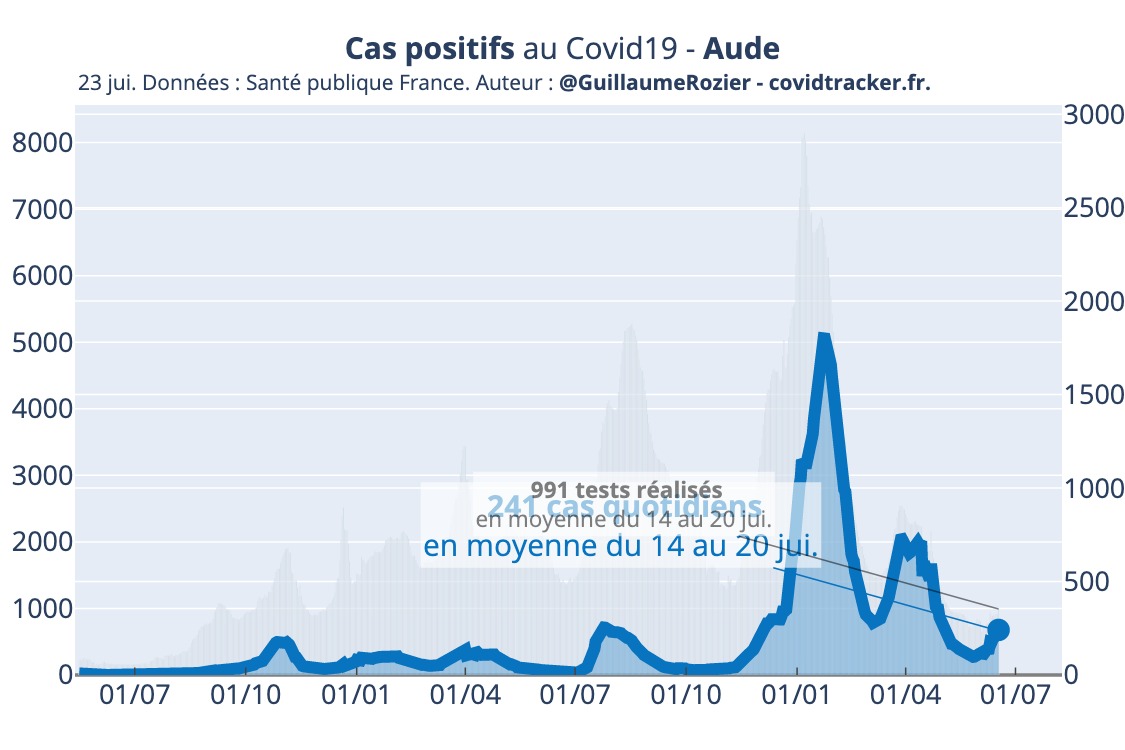 Cas positifs au Covid19 - Aude
23 jui. Données : Santé publique France. Auteur : @GuillaumeRozier - covidtracker.fr.
3000
8000
7000
2500
6000
2000
5000
1500
4000
3000
1000
991 tests réalisés
241 cas quotidiens
en moyenne du 14 au 20 jui.
en moyenne du 14 au 20 jui.
2000
500
1000
0
0
01/07 01/10 01/01 01/04 01/07 01/10 01/01 01/04 01/07